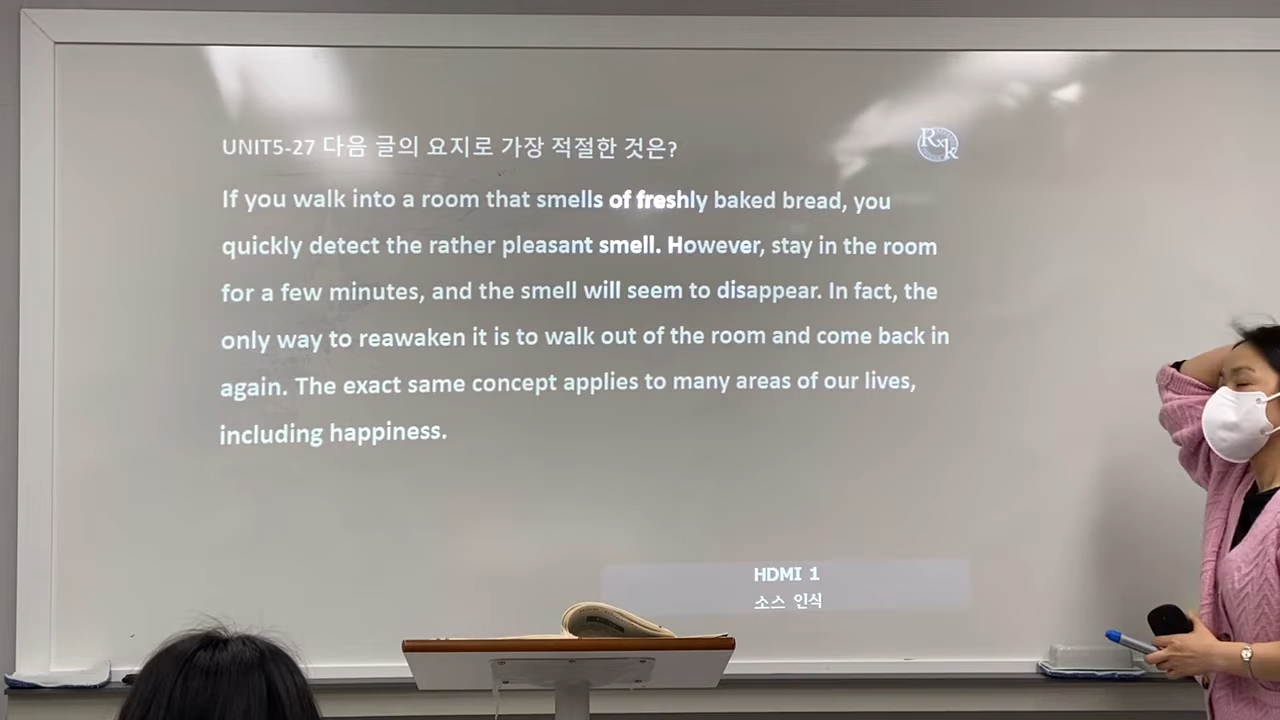 UNIT5-27 다음 글의 요지로 가장 적절한 것은?
RxK
If you walk into a room that smells of freshly baked bread, you
quickly detect the rather pleasant smell. However, stay in the room
for a few minutes, and the smell will seem to disappear. In fact, the
only way to reawaken it is to walk out of the room and come back in
again. The exact same concept applies to many areas of our lives,
including happiness.
HDMI 1
소스 인식